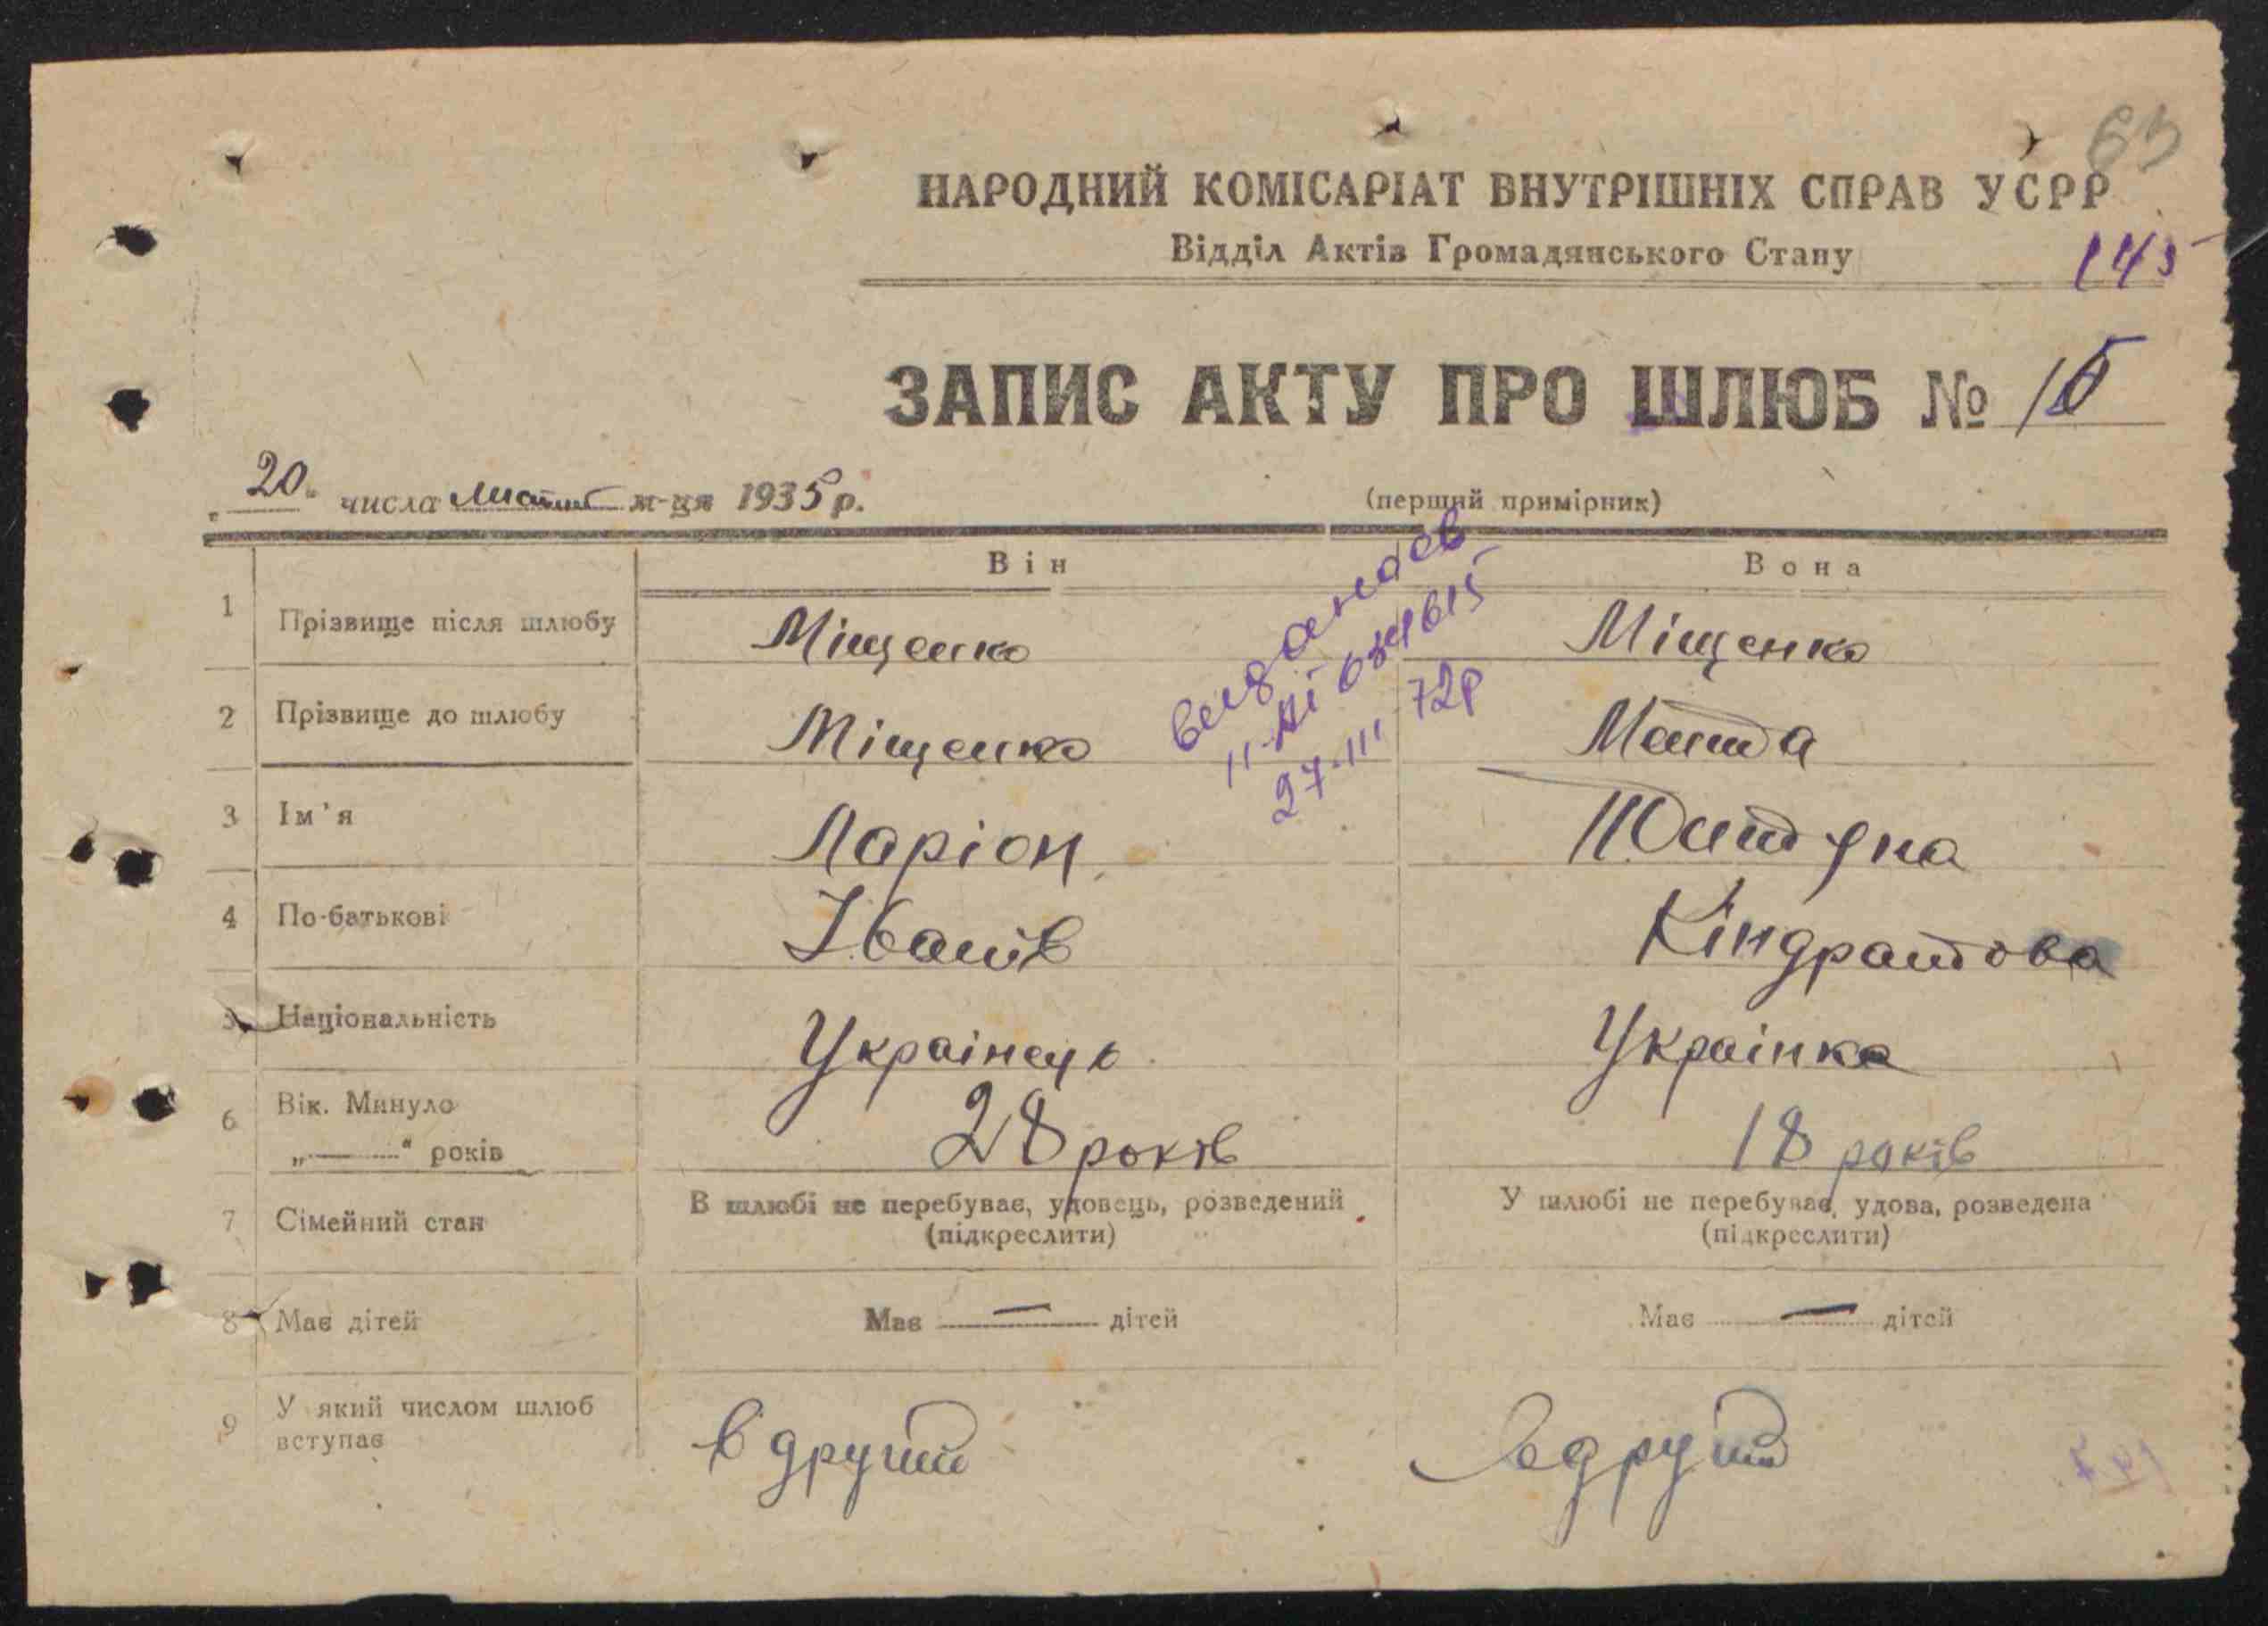 63
НАРОДНИЙ КОМІСАРІАТ ВНУТРІШНІХ СПРАВ УСРР
Відділ Актів Громадянського Стану
145
ЗАПИС АКТУ ПРО ШЛЮБ №
„20“ числа м-ця 1935 р.
(перший примірник)
Він Вона
1 Прізвище після шлюбу Міщенко Міщенко
2 Прізвище до шлюбу Міщенко
3 Ім'я Ларіон
4 По-батькові Іванів Кіндратова
5 Національність Українець Українка
6 Вік. Минуло „——“ років 28 років 18 років
7 Сімейний стан В шлюбі не перебуває, удовець, розведений (підкреслити) У шлюбі не перебуває, удова, розведена (підкреслити)
8 Має дітей Має — дітей Має — дітей
9 У який числом шлюб вступає в другий
II-АІ 034615
27-III 72р